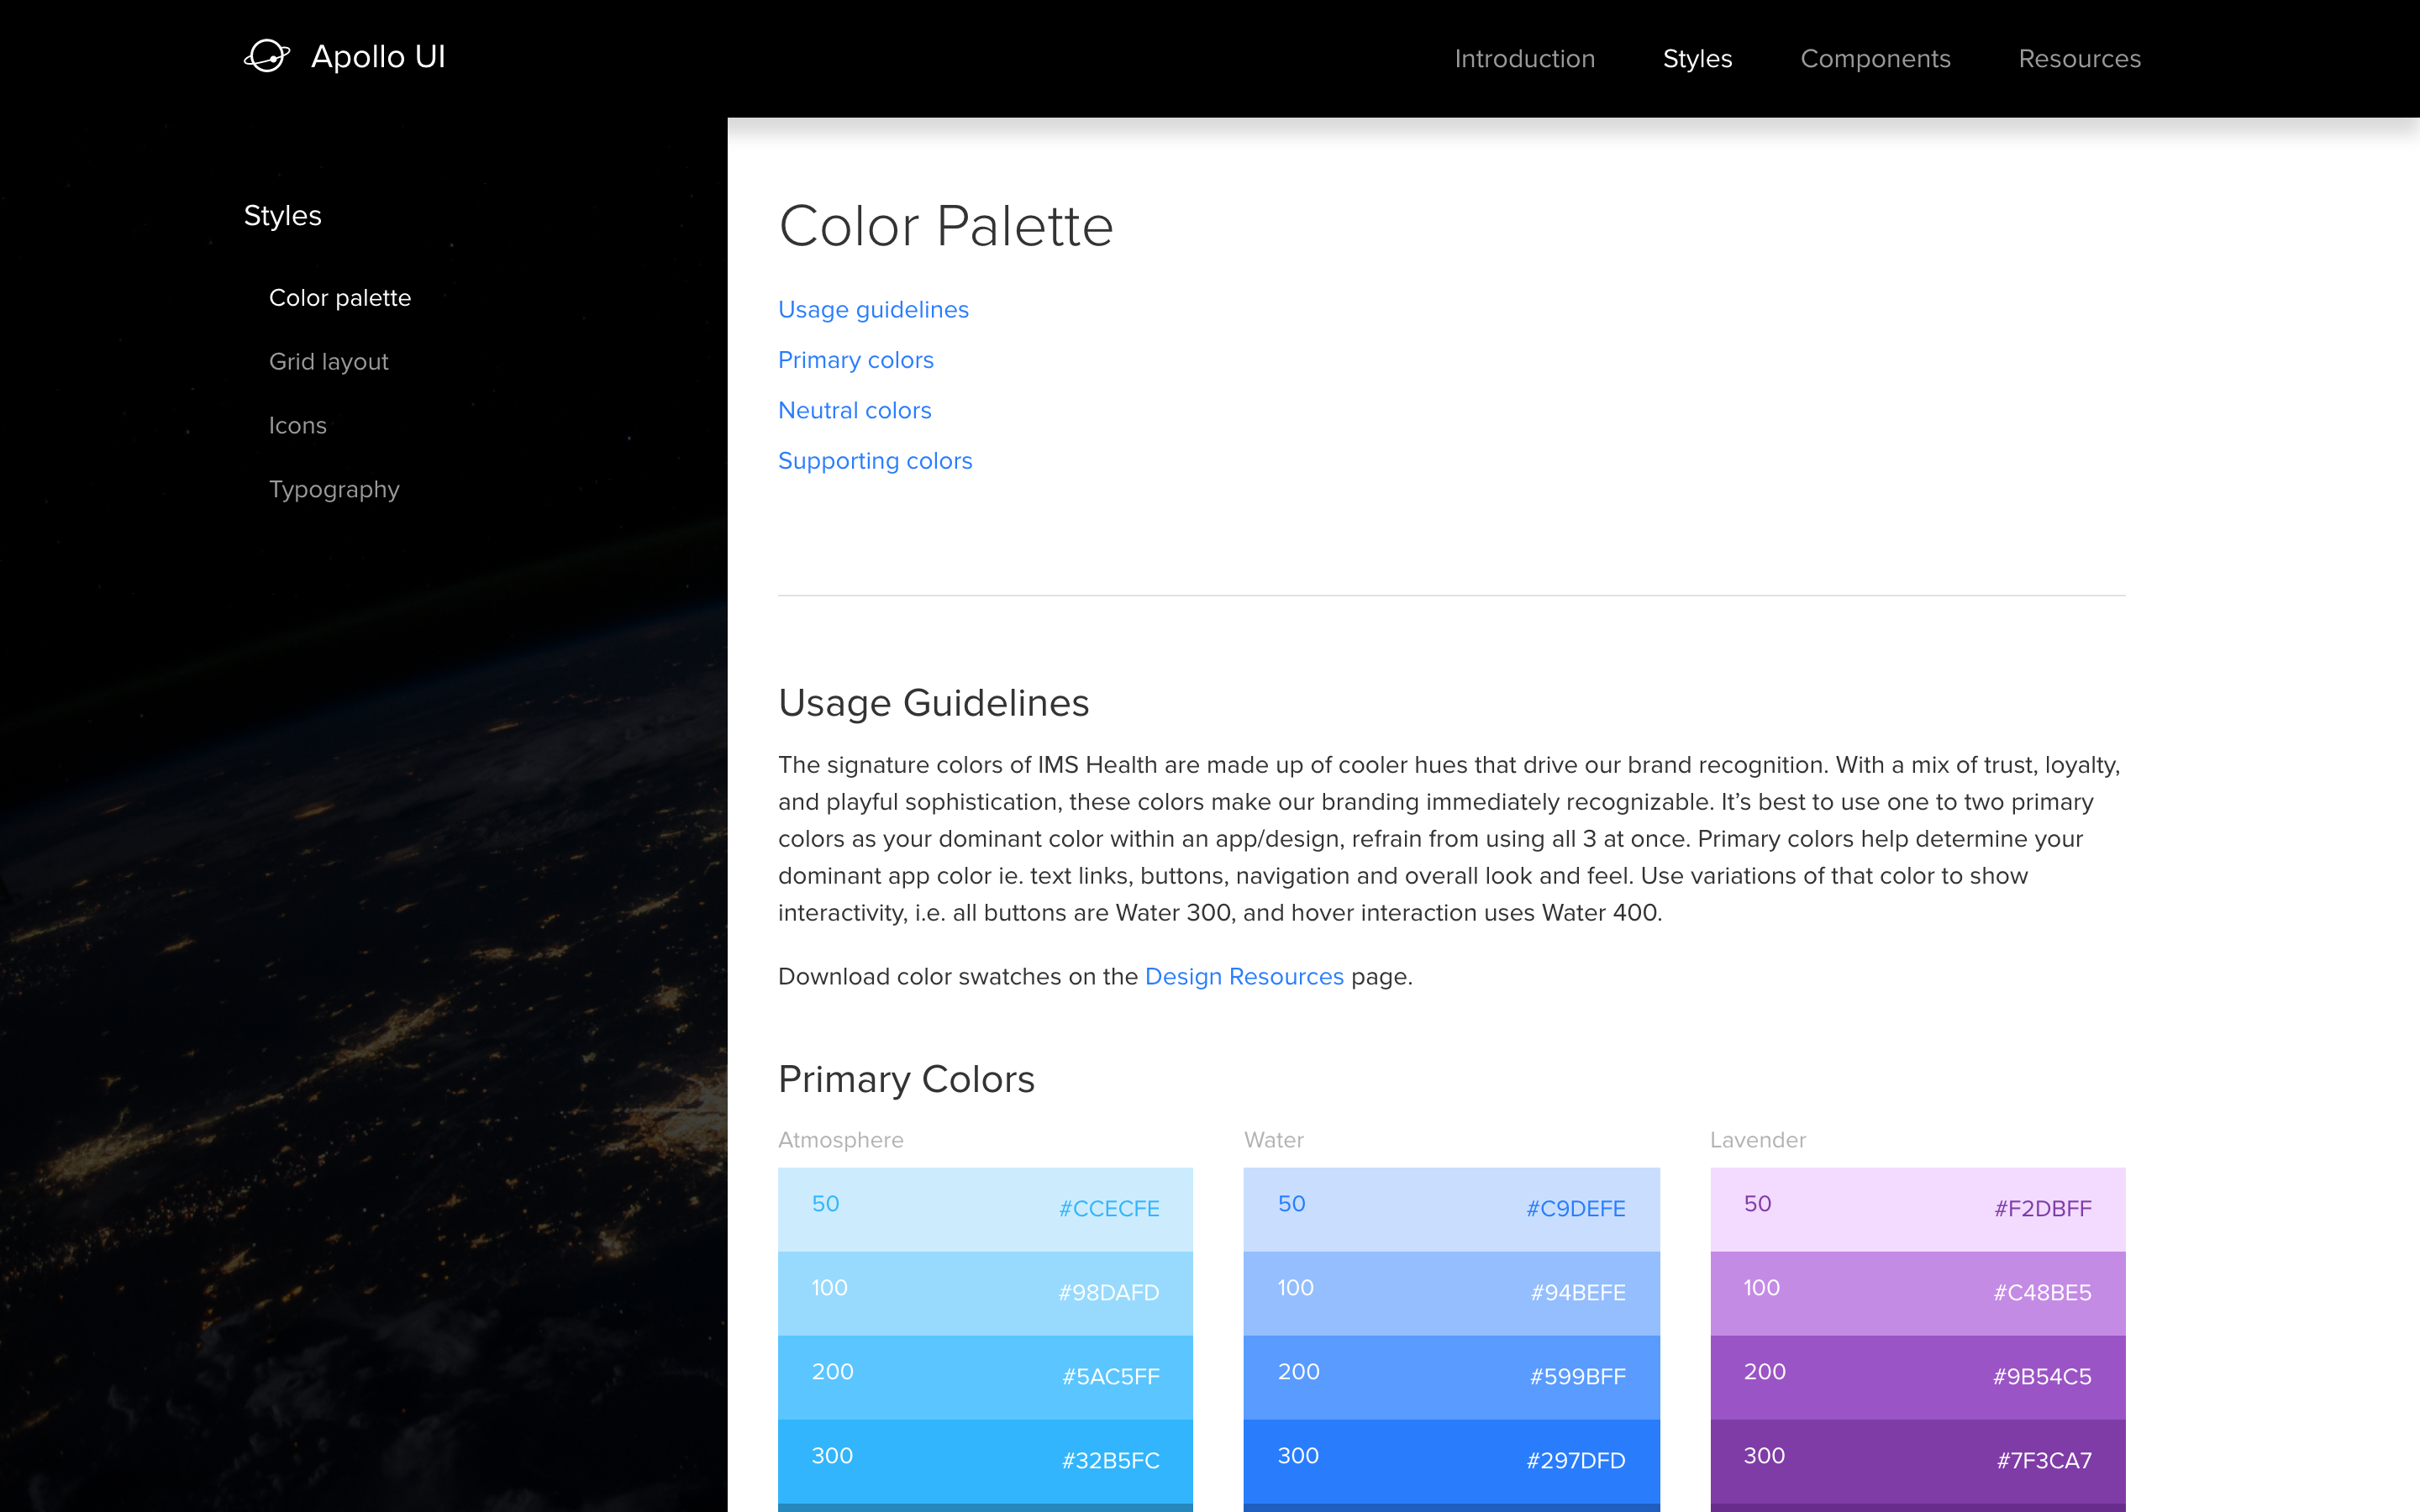 Apollo UI
Introduction Styles Components Resources
Styles
Color palette
Grid layout
Icons
Typography
Color Palette
Usage guidelines
Primary colors
Neutral colors
Supporting colors
Usage Guidelines
The signature colors of IMS Health are made up of cooler hues that drive our brand recognition. With a mix of trust, loyalty,
and playful sophistication, these colors make our branding immediately recognizable. It’s best to use one to two primary
colors as your dominant color within an app/design, refrain from using all 3 at once. Primary colors help determine your
dominant app color ie. text links, buttons, navigation and overall look and feel. Use variations of that color to show
interactivity, i.e. all buttons are Water 300, and hover interaction uses Water 400.
Download color swatches on the Design Resources page.
Primary Colors
Atmosphere
50 #CCECFE
100 #98DAFD
200 #5AC5FF
300 #32B5FC
Water
50 #C9DEFE
100 #94BEFE
200 #599BFF
300 #297DFD
Lavender
50 #F2DBFF
100 #C48BE5
200 #9B54C5
300 #7F3CA7